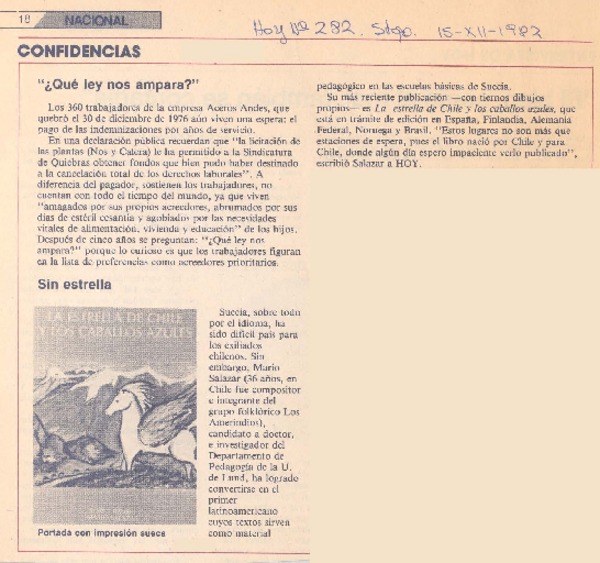 18 NACIONAL
Hoy Nº 282. Stgo. 15-XII-1982
CONFIDENCIAS
"¿Qué ley nos ampara?"
Los 360 trabajadores de la empresa Aceros Andes, que
quebró el 30 de diciembre de 1976 aún viven una espera: el
pago de las indemnizaciones por años de servicio.
En una declaración pública recuerdan que "la licitación de
las plantas (Nos y Calera) le ha permitido a la Sindicatura
de Quiebras obtener fondos que bien pudo haber destinado
a la cancelación total de los derechos laborales". A
diferencia del pagador, sostienen los trabajadores, no
cuentan con todo el tiempo del mundo, ya que viven
"amagados por sus propios acreedores, abrumados por sus
días de estéril cesantía y agobiados por las necesidades
vitales de alimentación, vivienda y educación" de los hijos.
Después de cinco años se preguntan: "¿Qué ley nos
ampara?" porque lo curioso es que los trabajadores figuran
en la lista de preferencias como acreedores prioritarios.
Sin estrella
LA ESTRELLA DE CHILE
Y LOS CABALLOS AZULES
Portada con impresión sueca
Suecia, sobre todo
por el idioma, ha
sido difícil país para
los exiliados
chilenos. Sin
embargo, Mario
Salazar (36 años, en
Chile fue compositor
e integrante del
grupo folklórico Los
Amerindios),
candidato a doctor,
e investigador del
Departamento de
Pedagogía de la U.
de Lund, ha logrado
convertirse en el
primer
latinoamericano
cuyos textos sirven
como material
pedagógico en las escuelas básicas de Suecia.
Su más reciente publicación —con tiernos dibujos
propios— es La estrella de Chile y los caballos azules, que
está en trámite de edición en España, Finlandia, Alemania
Federal, Noruega y Brasil. "Estos lugares no son más que
estaciones de espera, pues el libro nació por Chile y para
Chile, donde algún día espero impaciente verlo publicado",
escribió Salazar a HOY.